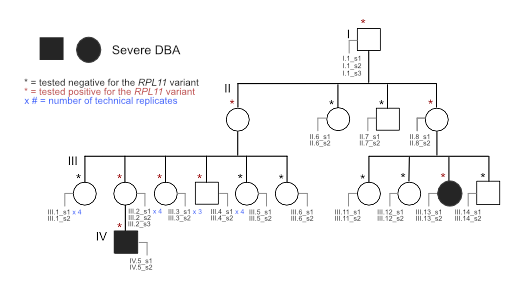 I
*
Severe DBA
I.1_s1
I.1_s2
I.1_s3
* = tested negative for the RPL11 variant
* = tested positive for the RPL11 variant
x # = number of technical replicates
II
* * * *
II.6_s1 II.7_s1 II.8_s1
II.6_s2 II.7_s2 II.8_s2
III
* * * * * * * * * *
III.1_s1 x 4 III.2_s1 x 4 III.3_s1 x 3 III.4_s1 x 4 III.5_s1 III.6_s1 III.11_s1 III.12_s1 III.13_s1 III.14_s1
III.1_s2 III.2_s2 III.3_s2 III.4_s2 III.5_s2 III.6_s2 III.11_s2 III.12_s2 III.13_s2 III.14_s2
III.2_s3
IV *
IV.5_s1
IV.5_s2